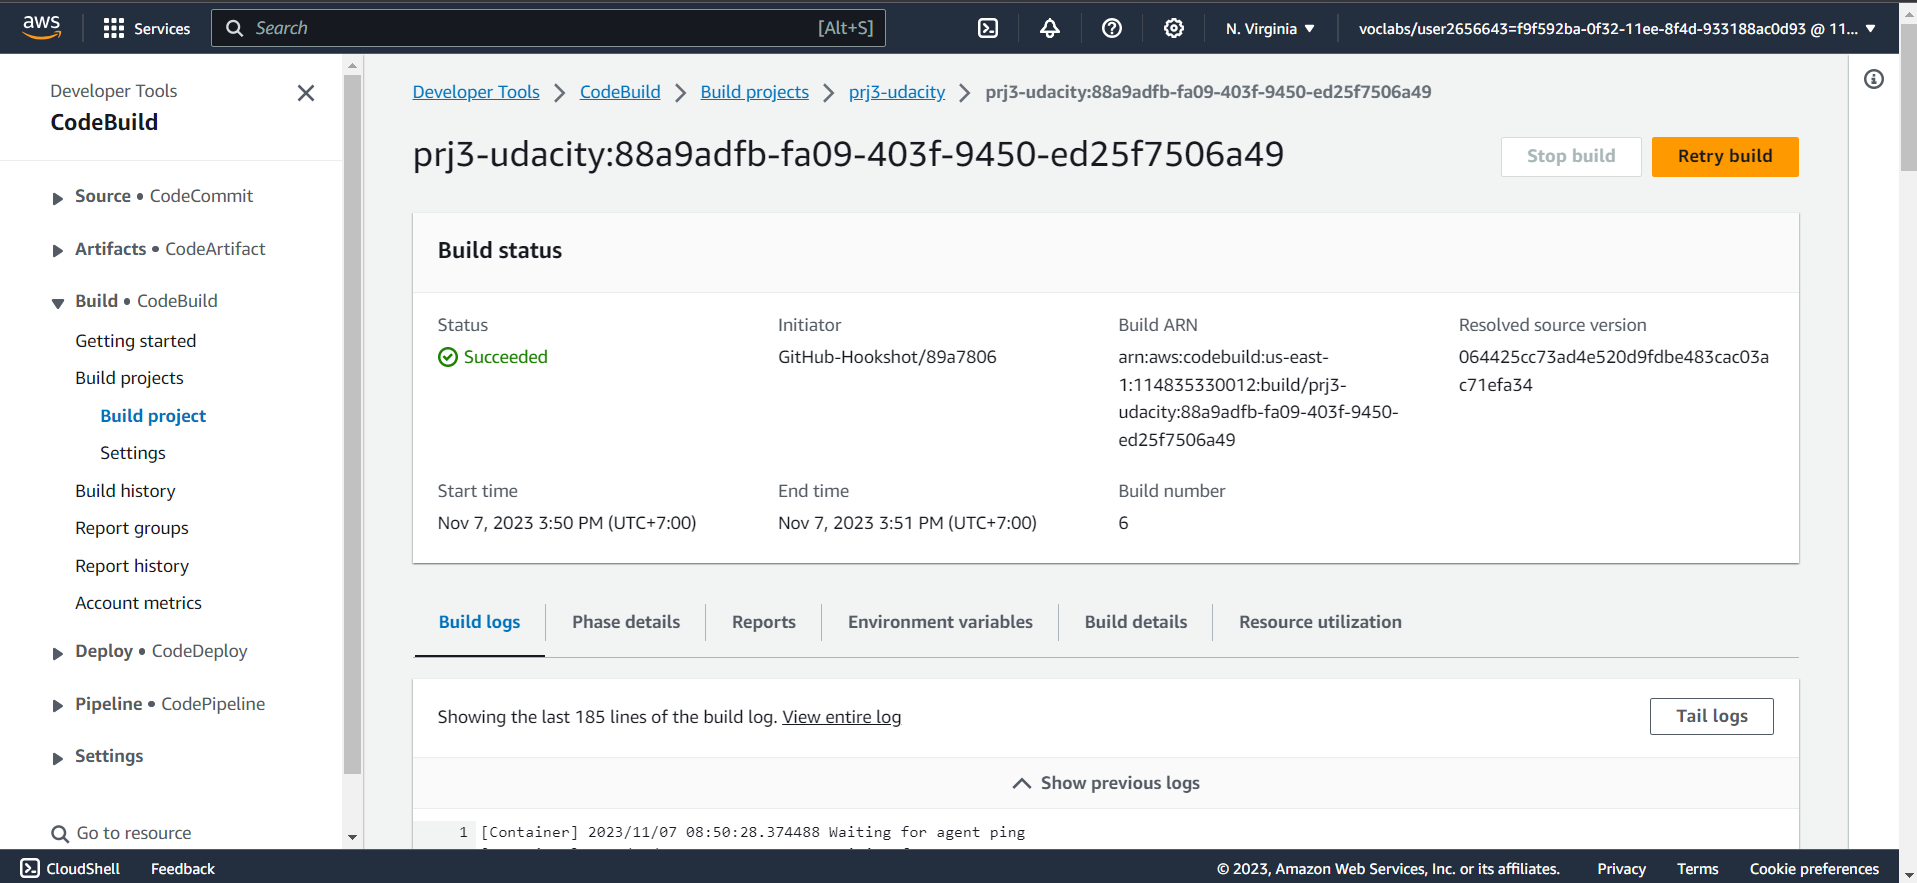 aws
Services
Search [Alt+S]
N. Virginia
voclabs/user2656643=f9f592ba-0f32-11ee-8f4d-933188ac0d93 @ 11...
Developer Tools
CodeBuild
Source • CodeCommit
Artifacts • CodeArtifact
Build • CodeBuild
Getting started
Build projects
Build project
Settings
Build history
Report groups
Report history
Account metrics
Deploy • CodeDeploy
Pipeline • CodePipeline
Settings
Go to resource
Developer Tools > CodeBuild > Build projects > prj3-udacity > prj3-udacity:88a9adfb-fa09-403f-9450-ed25f7506a49
prj3-udacity:88a9adfb-fa09-403f-9450-ed25f7506a49
Stop build
Retry build
Build status
Status
Succeeded
Initiator
GitHub-Hookshot/89a7806
Build ARN
arn:aws:codebuild:us-east-
1:114835330012:build/prj3-
udacity:88a9adfb-fa09-403f-9450-
ed25f7506a49
Resolved source version
064425cc73ad4e520d9fdbe483cac03a
c71efa34
Start time
Nov 7, 2023 3:50 PM (UTC+7:00)
End time
Nov 7, 2023 3:51 PM (UTC+7:00)
Build number
6
Build logs
Phase details
Reports
Environment variables
Build details
Resource utilization
Showing the last 185 lines of the build log. View entire log
Tail logs
Show previous logs
1 [Container] 2023/11/07 08:50:28.374488 Waiting for agent ping
CloudShell
Feedback
© 2023, Amazon Web Services, Inc. or its affiliates.
Privacy
Terms
Cookie preferences